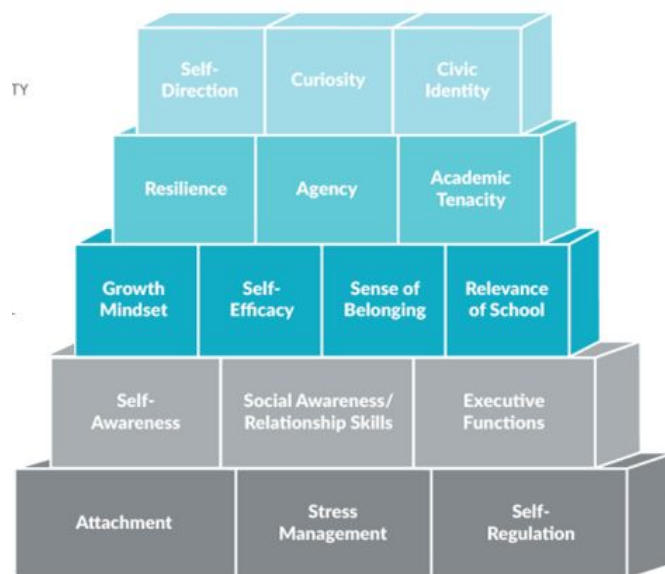 Self-
Direction
Curiosity
Civic
Identity
TY
Resilience
Agency
Academic
Tenacity
Growth
Mindset
Self-
Efficacy
Sense of
Belonging
Relevance
of School
Self-
Awareness
Social Awareness/
Relationship Skills
Executive
Functions
Attachment
Stress
Management
Self-
Regulation